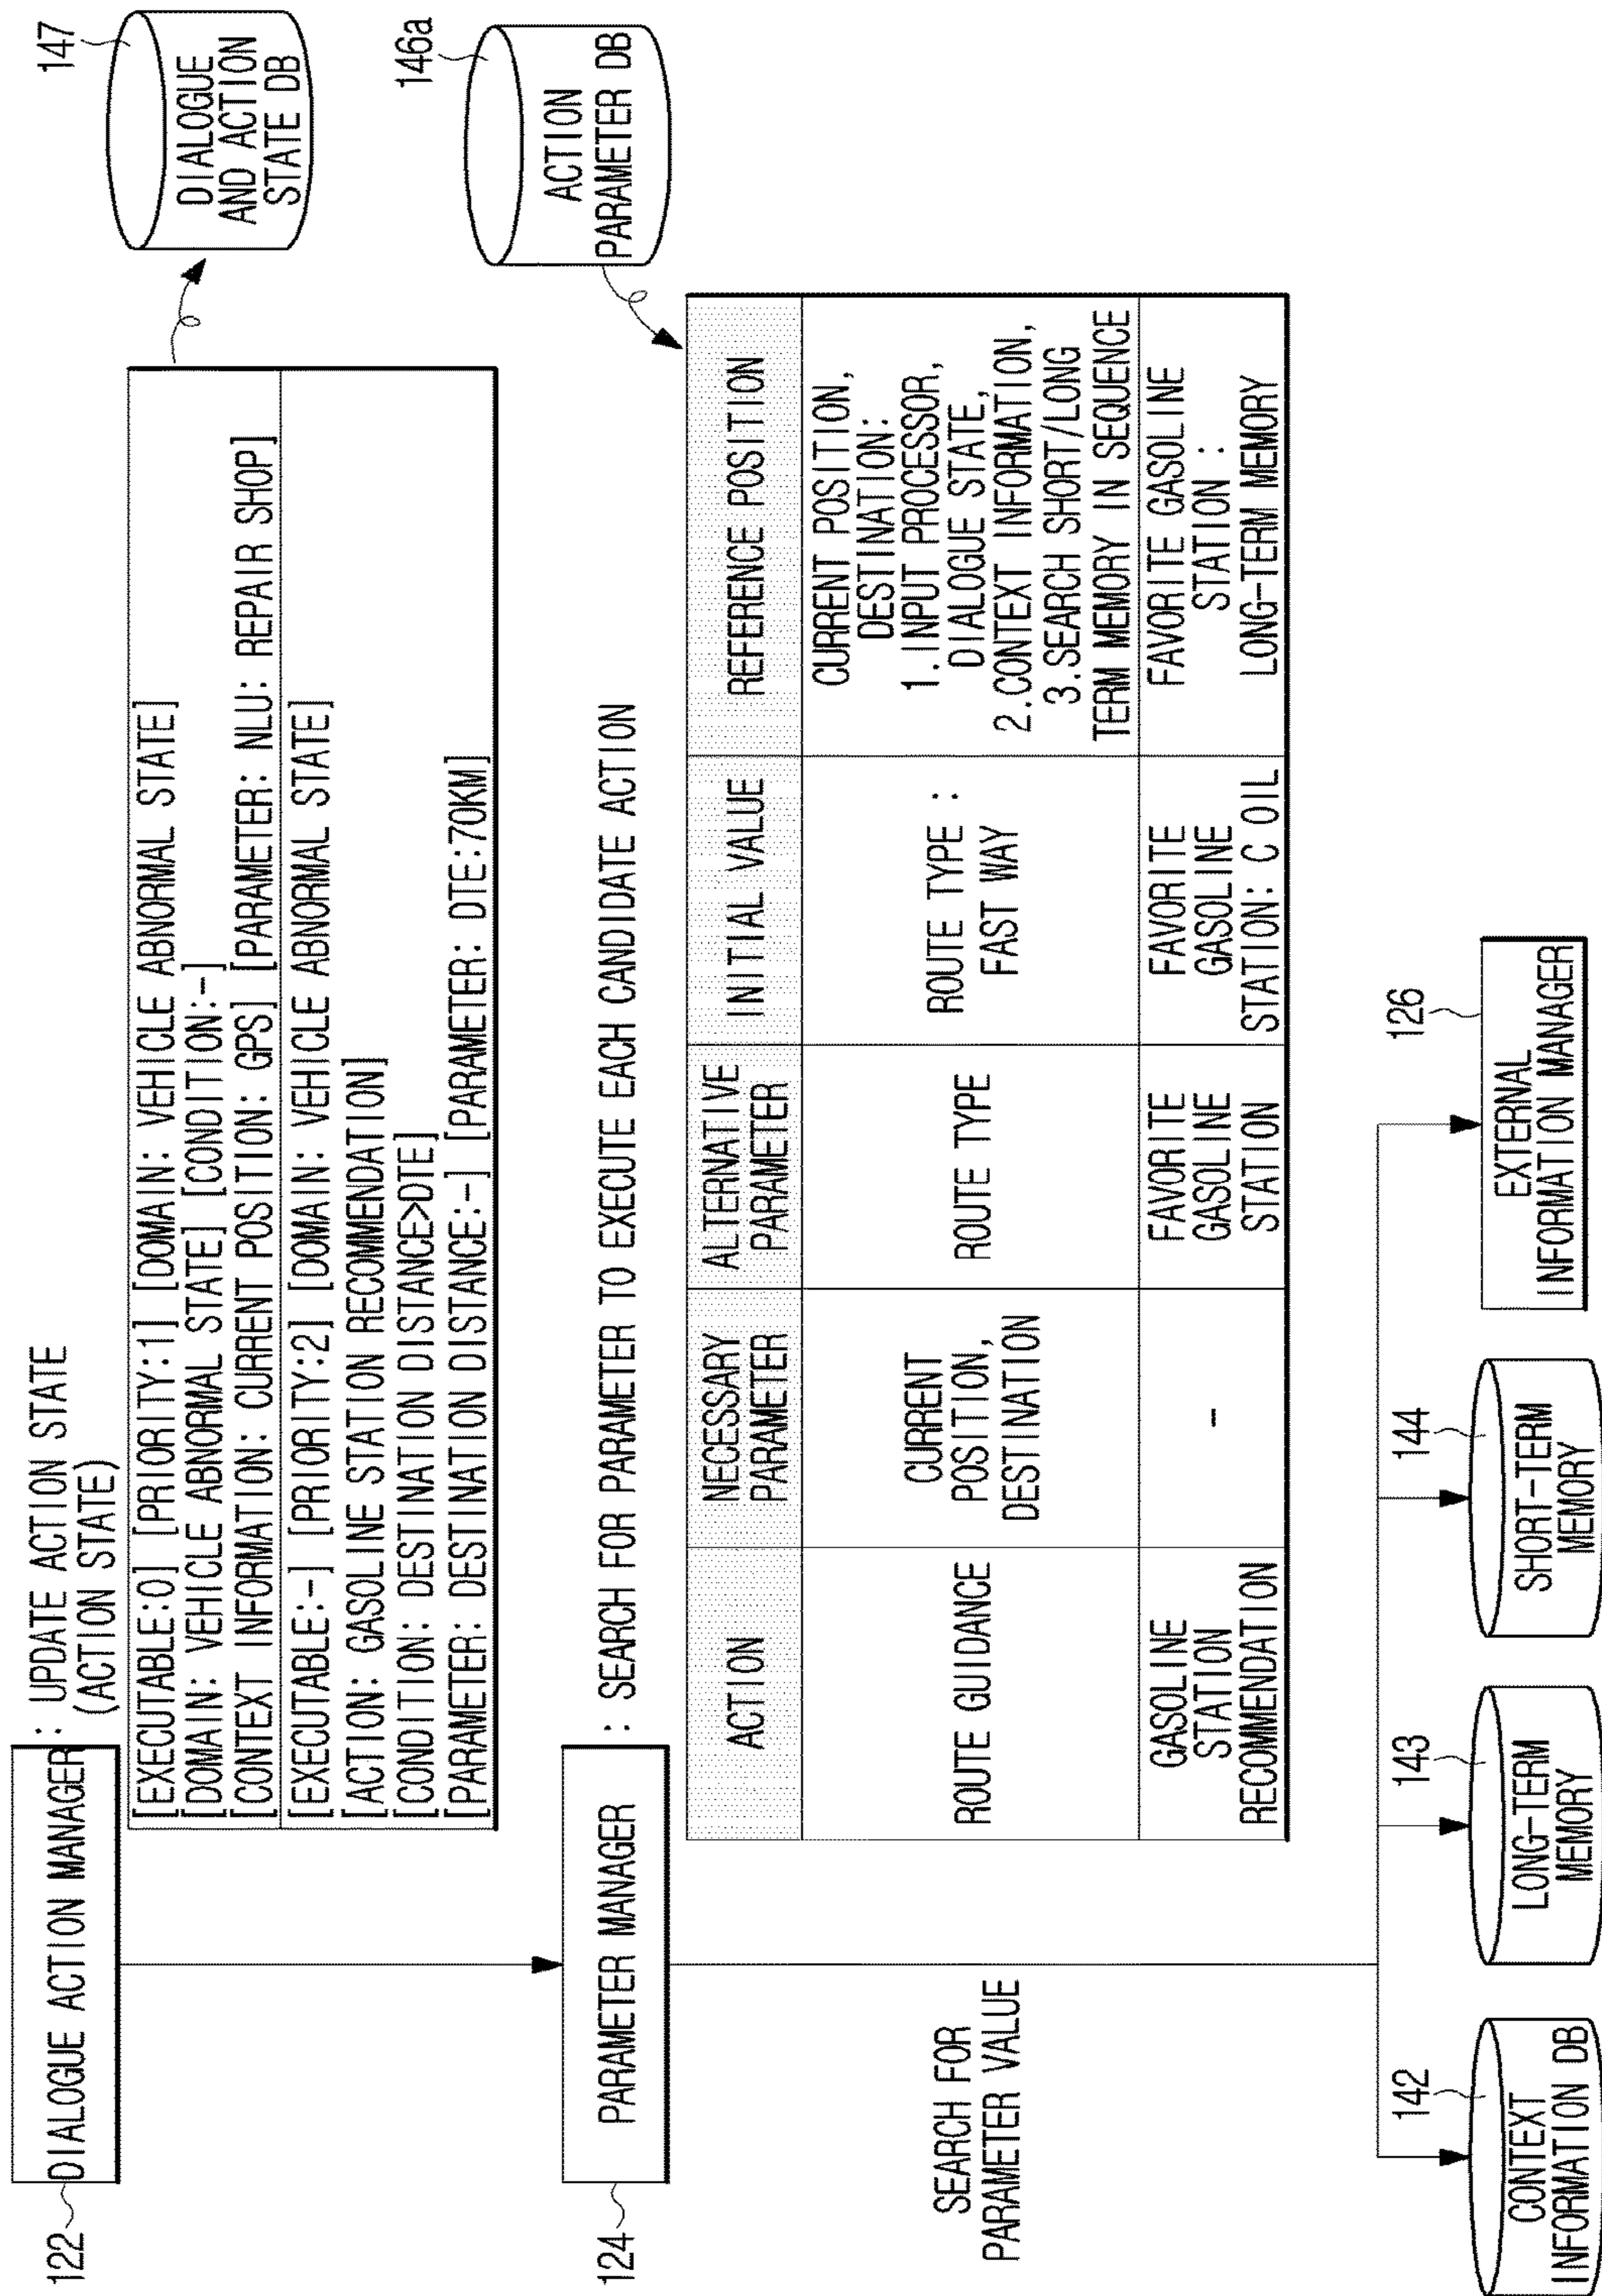 122
DIALOGUE ACTION MANAGER
: UPDATE ACTION STATE
(ACTION STATE)
[EXECUTABLE:O] [PRIORITY:1] [DOMAIN: VEHICLE ABNORMAL STATE]
[DOMAIN: VEHICLE ABNORMAL STATE] [CONDITION:-]
[CONTEXT INFORMATION: CURRENT POSITION: GPS] [PARAMETER: NLU: REPAIR SHOP]
[EXECUTABLE:-] [PRIORITY:2] [DOMAIN: VEHICLE ABNORMAL STATE]
[ACTION: GASOLINE STATION RECOMMENDATION]
[CONDITION: DESTINATION DISTANCE>DTE]
[PARAMETER: DESTINATION DISTANCE:-] [PARAMETER: DTE:70KM]
147
DIALOGUE
AND ACTION
STATE DB
124
PARAMETER MANAGER
: SEARCH FOR PARAMETER TO EXECUTE EACH CANDIDATE ACTION
146a
ACTION
PARAMETER DB
ACTION
NECESSARY
PARAMETER
ALTERNATIVE
PARAMETER
INITIAL VALUE
REFERENCE POSITION
ROUTE GUIDANCE
CURRENT
POSITION,
DESTINATION
ROUTE TYPE
ROUTE TYPE :
FAST WAY
CURRENT POSITION,
DESTINATION:
1.INPUT PROCESSOR,
DIALOGUE STATE,
2.CONTEXT INFORMATION,
3.SEARCH SHORT/LONG
TERM MEMORY IN SEQUENCE
GASOLINE
STATION
RECOMMENDATION
-
FAVORITE
GASOLINE
STATION
FAVORITE
GASOLINE
STATION: C OIL
FAVORITE GASOLINE
STATION :
LONG-TERM MEMORY
SEARCH FOR
PARAMETER VALUE
142
CONTEXT
INFORMATION DB
143
LONG-TERM
MEMORY
144
SHORT-TERM
MEMORY
126
EXTERNAL
INFORMATION MANAGER